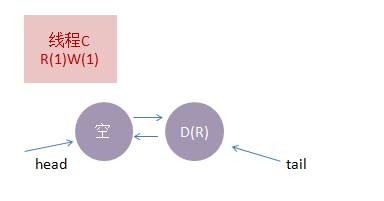 线程C
R(1)W(1)
空
D(R)
head
tail